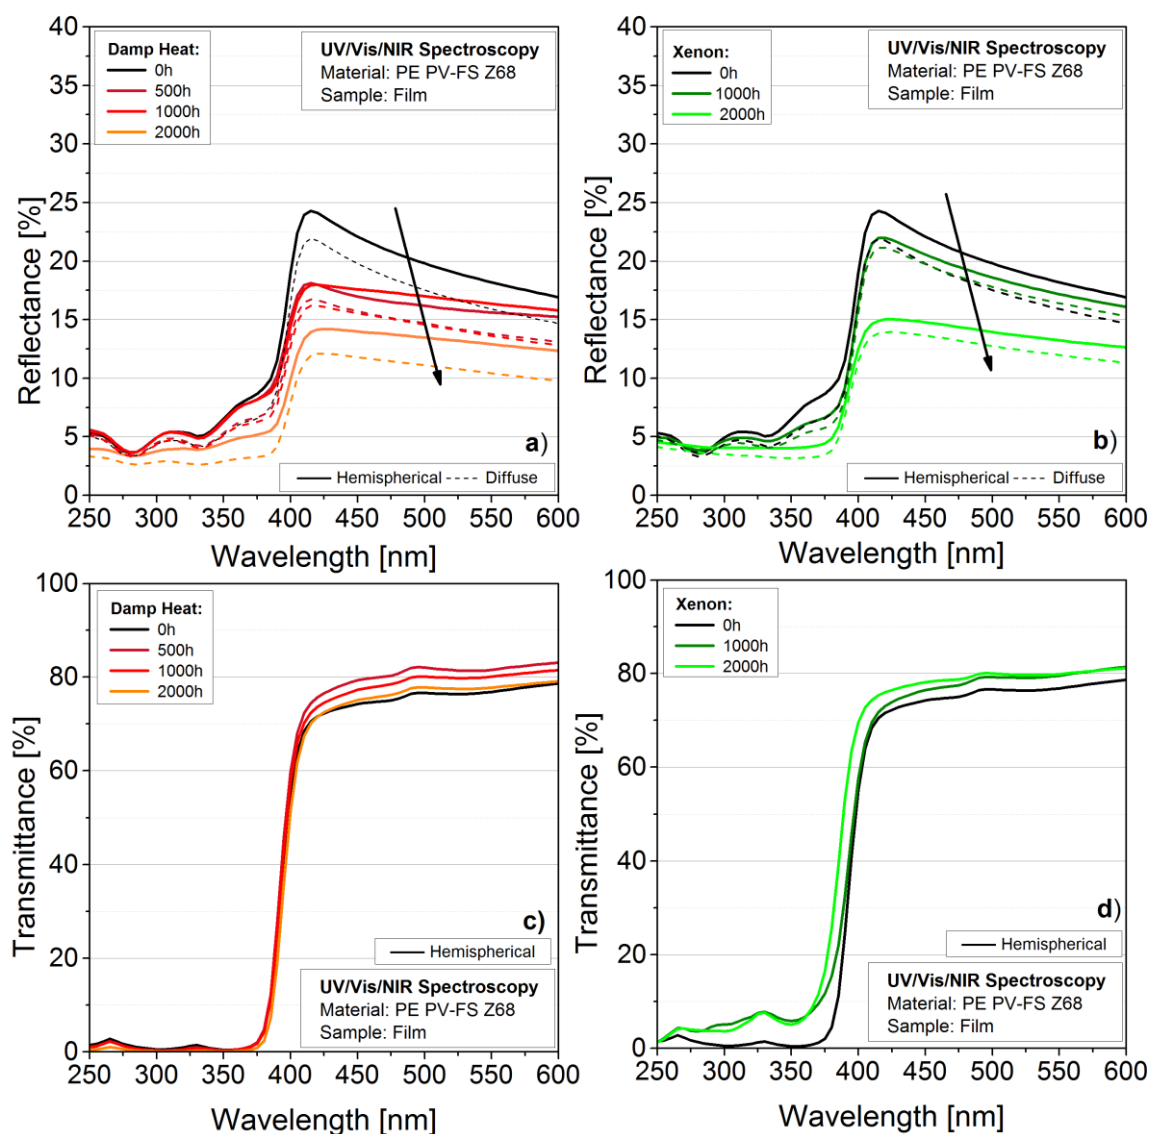 40
35
30
25
20
15
10
5
0
Reflectance [%]
Damp Heat:
0h
500h
1000h
2000h
UV/Vis/NIR Spectroscopy
Material: PE PV-FS Z68
Sample: Film
a)
Hemispherical Diffuse
250 300 350 400 450 500 550 600
Wavelength [nm]
40
35
30
25
20
15
10
5
0
Reflectance [%]
Xenon:
0h
1000h
2000h
UV/Vis/NIR Spectroscopy
Material: PE PV-FS Z68
Sample: Film
b)
Hemispherical Diffuse
250 300 350 400 450 500 550 600
Wavelength [nm]
100
80
60
40
20
0
Transmittance [%]
Damp Heat:
0h
500h
1000h
2000h
c)
Hemispherical
UV/Vis/NIR Spectroscopy
Material: PE PV-FS Z68
Sample: Film
250 300 350 400 450 500 550 600
Wavelength [nm]
100
80
60
40
20
0
Transmittance [%]
Xenon:
0h
1000h
2000h
d)
Hemispherical
UV/Vis/NIR Spectroscopy
Material: PE PV-FS Z68
Sample: Film
250 300 350 400 450 500 550 600
Wavelength [nm]